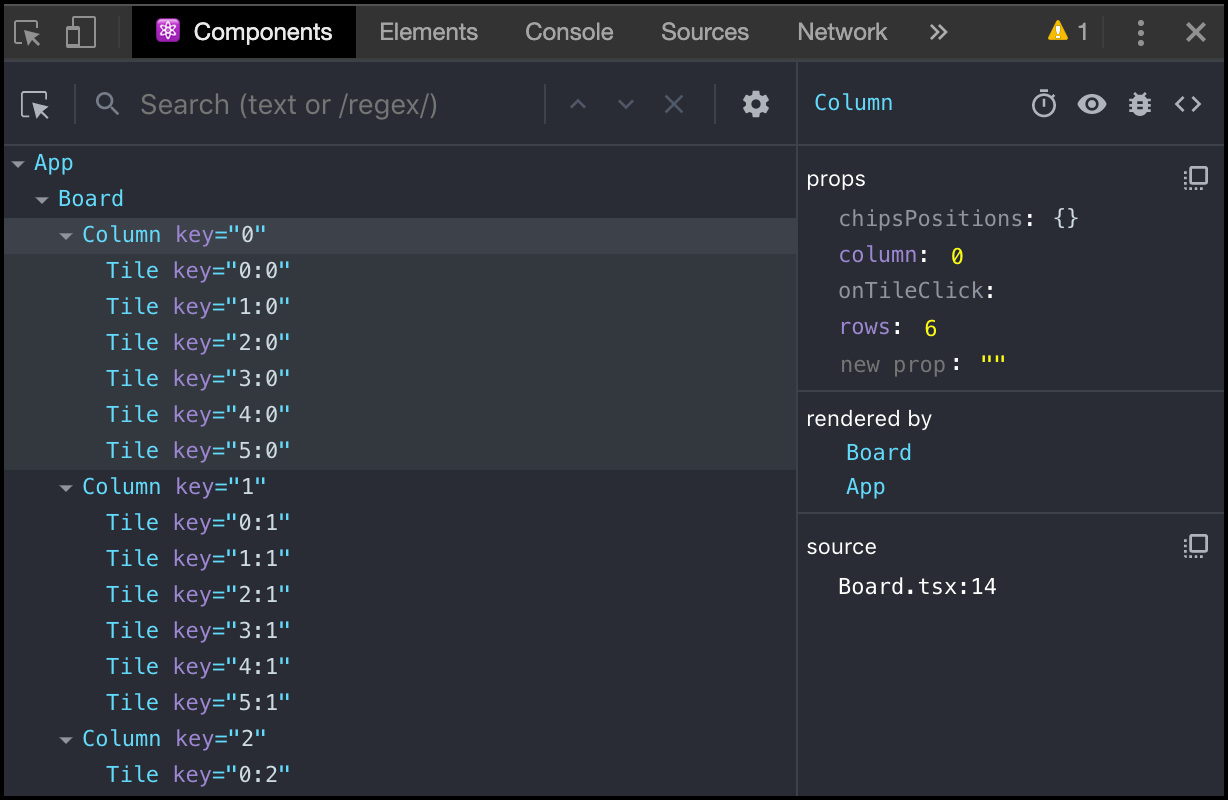 Components Elements Console Sources Network » 1
Search (text or /regex/)
App
Board
Column key="0"
Tile key="0:0"
Tile key="1:0"
Tile key="2:0"
Tile key="3:0"
Tile key="4:0"
Tile key="5:0"
Column key="1"
Tile key="0:1"
Tile key="1:1"
Tile key="2:1"
Tile key="3:1"
Tile key="4:1"
Tile key="5:1"
Column key="2"
Tile key="0:2"
Column
props
chipsPositions: {}
column: 0
onTileClick:
rows: 6
new prop: ""
rendered by
Board
App
source
Board.tsx:14